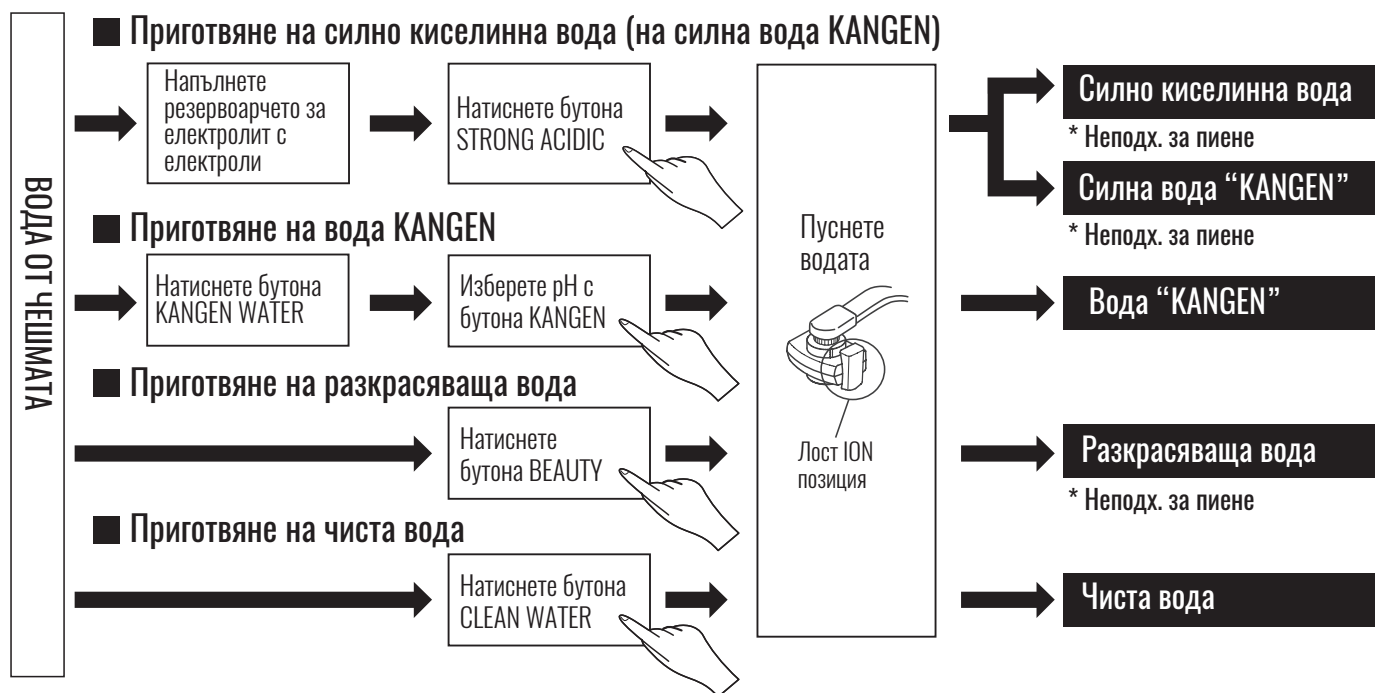 ВОДА ОТ ЧЕШМАТА
Приготвяне на силно киселинна вода (на силна вода KANGEN)
Напълнете
резервоарчето за
електролит с
електроли
Натиснете бутона
STRONG ACIDIC
Силно киселинна вода
* Неподх. за пиене
Силна вода “KANGEN”
* Неподх. за пиене
Приготвяне на вода KANGEN
Натиснете бутона
KANGEN WATER
Изберете pH с
бутона KANGEN
Пуснете
водата
Лост ION
позиция
Вода “KANGEN”
Приготвяне на разкрасяваща вода
Натиснете
бутона BEAUTY
Разкрасяваща вода
* Неподх. за пиене
Приготвяне на чиста вода
Натиснете бутона
CLEAN WATER
Чиста вода